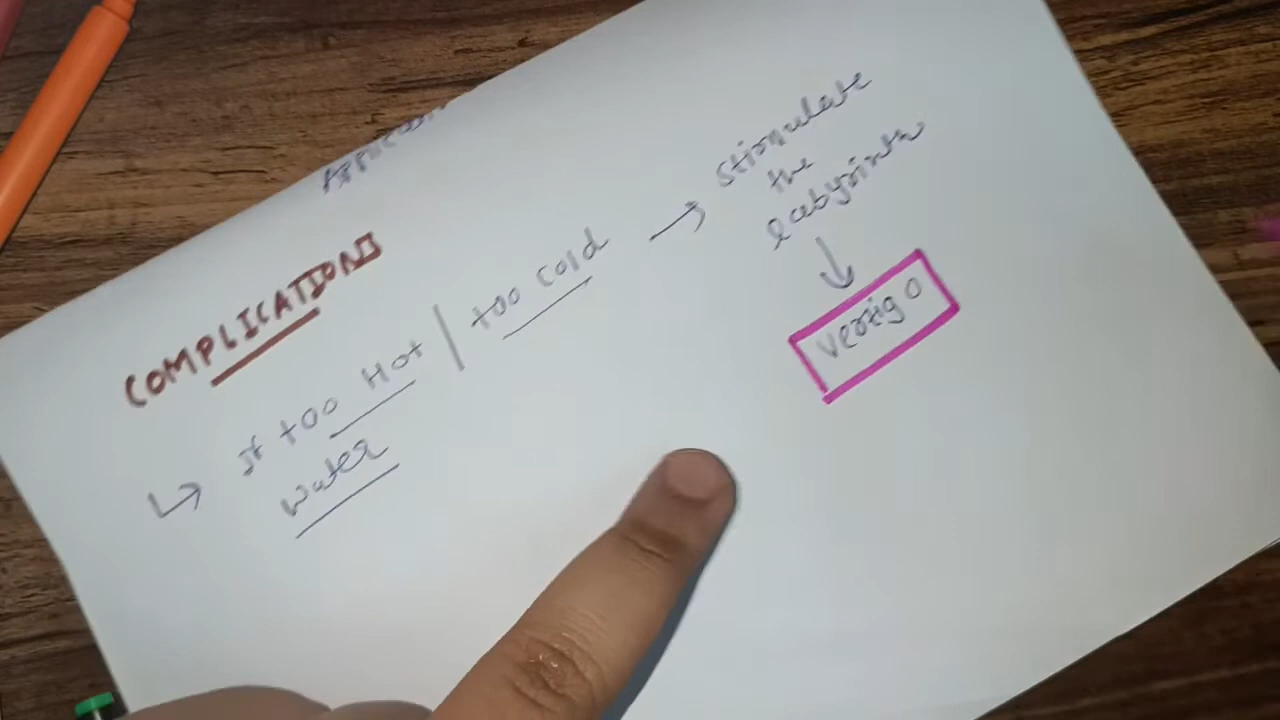 COMPLICATIONS
↳ If too Hot / too Cold → Stimulate
water
the
labyrinth
↓
vertigo